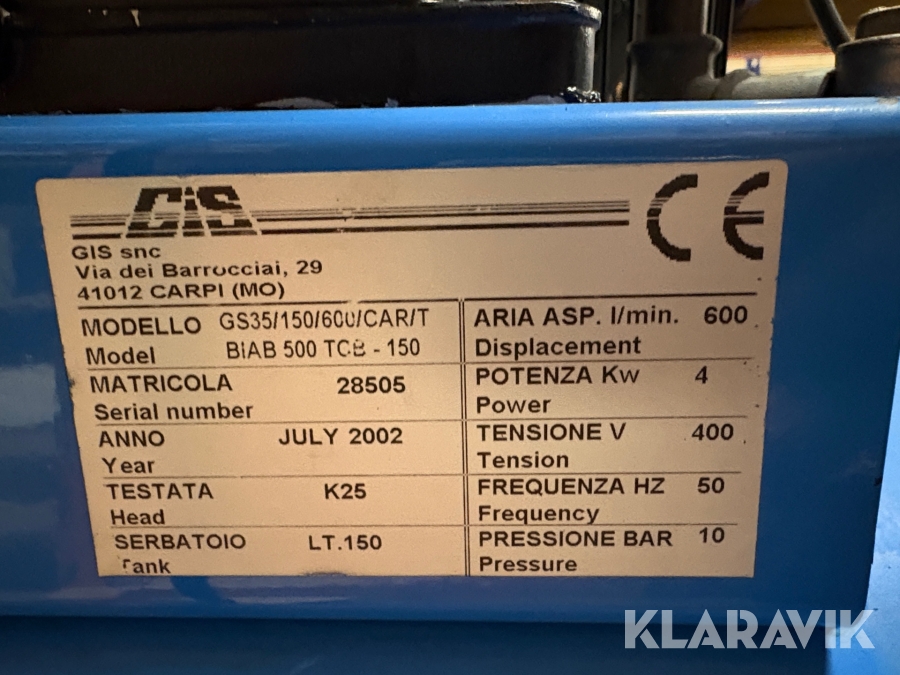 GiS
CE
GIS snc
Via dei Barrocciai, 29
41012 CARPI (MO)
MODELLO GS35/150/600/CAR/T
Model BiAB 500 TCB - 150
MATRICOLA 28505
Serial number
ANNO JULY 2002
Year
TESTATA K25
Head
SERBATOIO LT.150
Tank
ARIA ASP. l/min. 600
Displacement
POTENZA Kw 4
Power
TENSIONE V 400
Tension
FREQUENZA HZ 50
Frequency
PRESSIONE BAR 10
Pressure
KLARAVIK